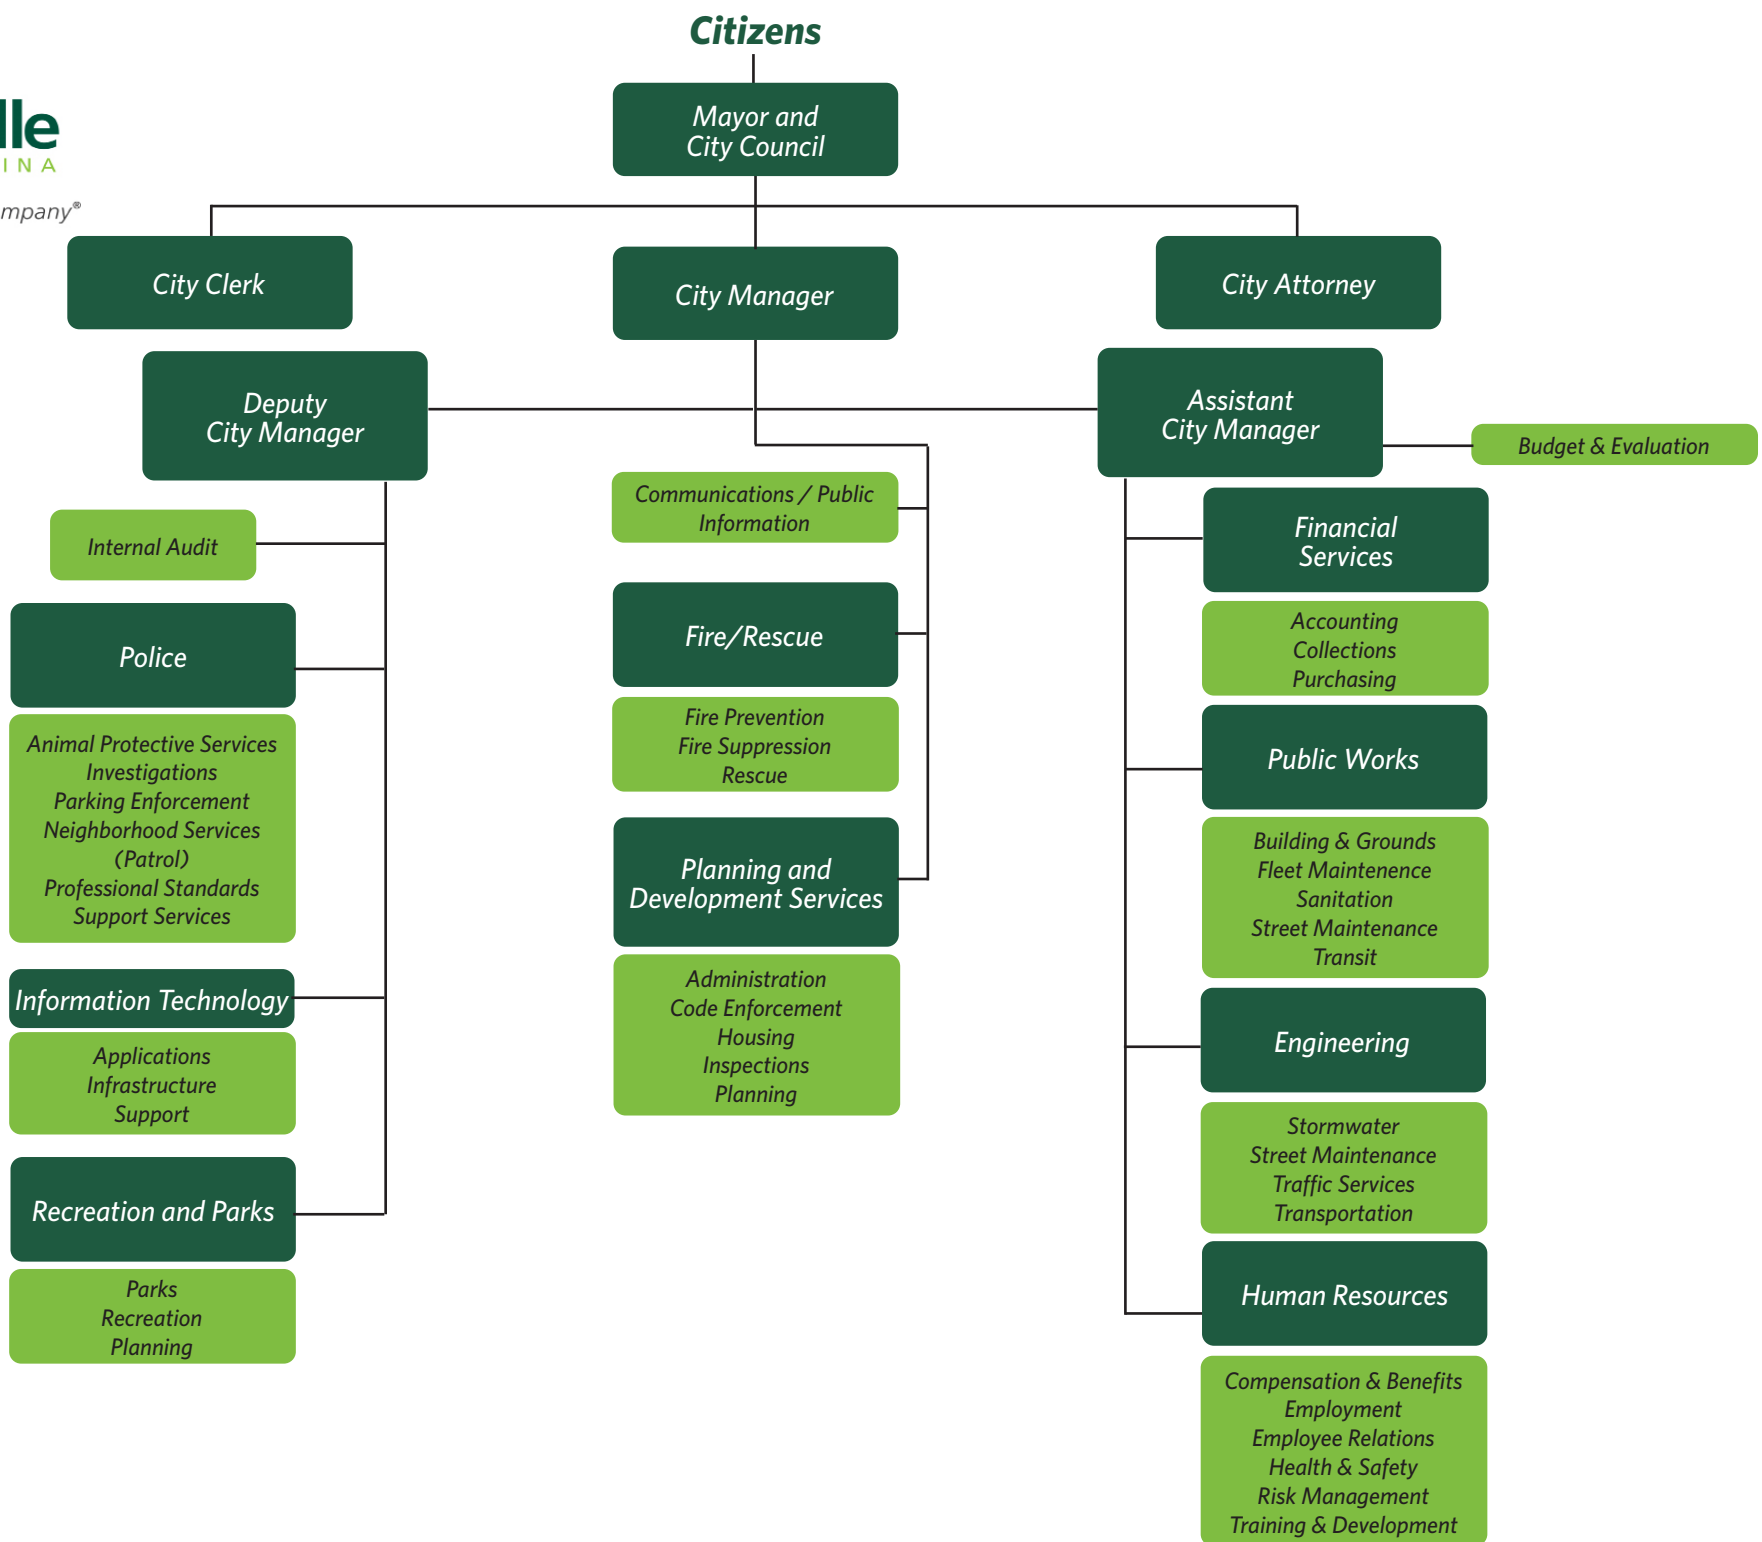 Citizens
Mayor and
City Council
lle
INA
mpany®
City Clerk
City Manager
City Attorney
Deputy
City Manager
Assistant
City Manager
Budget & Evaluation
Internal Audit
Police
Animal Protective Services
Investigations
Parking Enforcement
Neighborhood Services
(Patrol)
Professional Standards
Support Services
Information Technology
Applications
Infrastructure
Support
Recreation and Parks
Parks
Recreation
Planning
Communications / Public
Information
Fire/Rescue
Fire Prevention
Fire Suppression
Rescue
Planning and
Development Services
Administration
Code Enforcement
Housing
Inspections
Planning
Financial
Services
Accounting
Collections
Purchasing
Public Works
Building & Grounds
Fleet Maintenence
Sanitation
Street Maintenance
Transit
Engineering
Stormwater
Street Maintenance
Traffic Services
Transportation
Human Resources
Compensation & Benefits
Employment
Employee Relations
Health & Safety
Risk Management
Training & Development